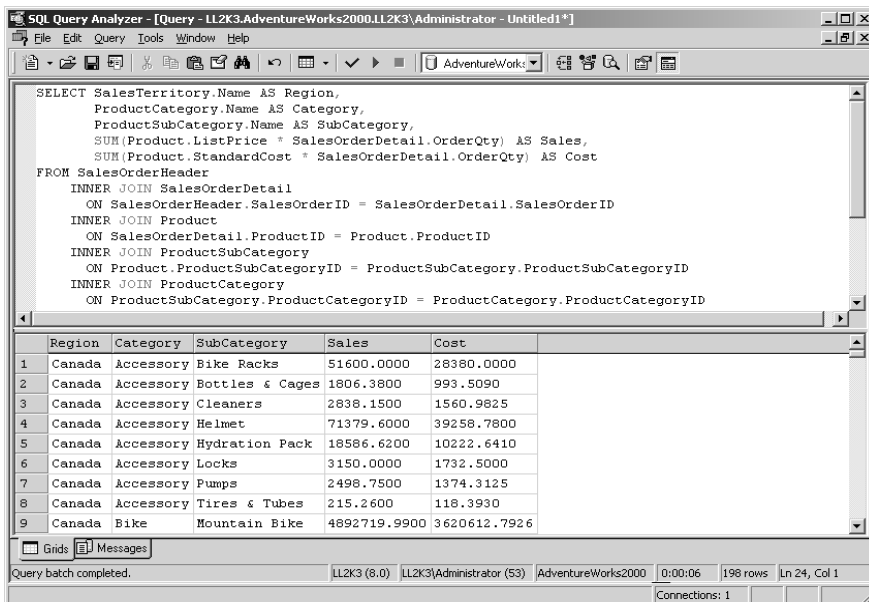 SQL Query Analyzer - [Query - LL2K3.AdventureWorks2000.LL2K3\Administrator - Untitled1*]
File Edit Query Tools Window Help
AdventureWork
SELECT SalesTerritory.Name AS Region,
ProductCategory.Name AS Category,
ProductSubCategory.Name AS SubCategory,
SUM(Product.ListPrice * SalesOrderDetail.OrderQty) AS Sales,
SUM(Product.StandardCost * SalesOrderDetail.OrderQty) AS Cost
FROM SalesOrderHeader
INNER JOIN SalesOrderDetail
ON SalesOrderHeader.SalesOrderID = SalesOrderDetail.SalesOrderID
INNER JOIN Product
ON SalesOrderDetail.ProductID = Product.ProductID
INNER JOIN ProductSubCategory
ON Product.ProductSubCategoryID = ProductSubCategory.ProductSubCategoryID
INNER JOIN ProductCategory
ON ProductSubCategory.ProductCategoryID = ProductCategory.ProductCategoryID
Region Category SubCategory Sales Cost
1 Canada Accessory Bike Racks 51600.0000 28380.0000
2 Canada Accessory Bottles & Cages 1806.3800 993.5090
3 Canada Accessory Cleaners 2838.1500 1560.9825
4 Canada Accessory Helmet 71379.6000 39258.7800
5 Canada Accessory Hydration Pack 18586.6200 10222.6410
6 Canada Accessory Locks 3150.0000 1732.5000
7 Canada Accessory Pumps 2498.7500 1374.3125
8 Canada Accessory Tires & Tubes 215.2600 118.3930
9 Canada Bike Mountain Bike 4892719.9900 3620612.7926
Grids Messages
Query batch completed. LL2K3 (8.0) LL2K3\Administrator (53) AdventureWorks2000 0:00:06 198 rows Ln 24, Col 1
Connections: 1